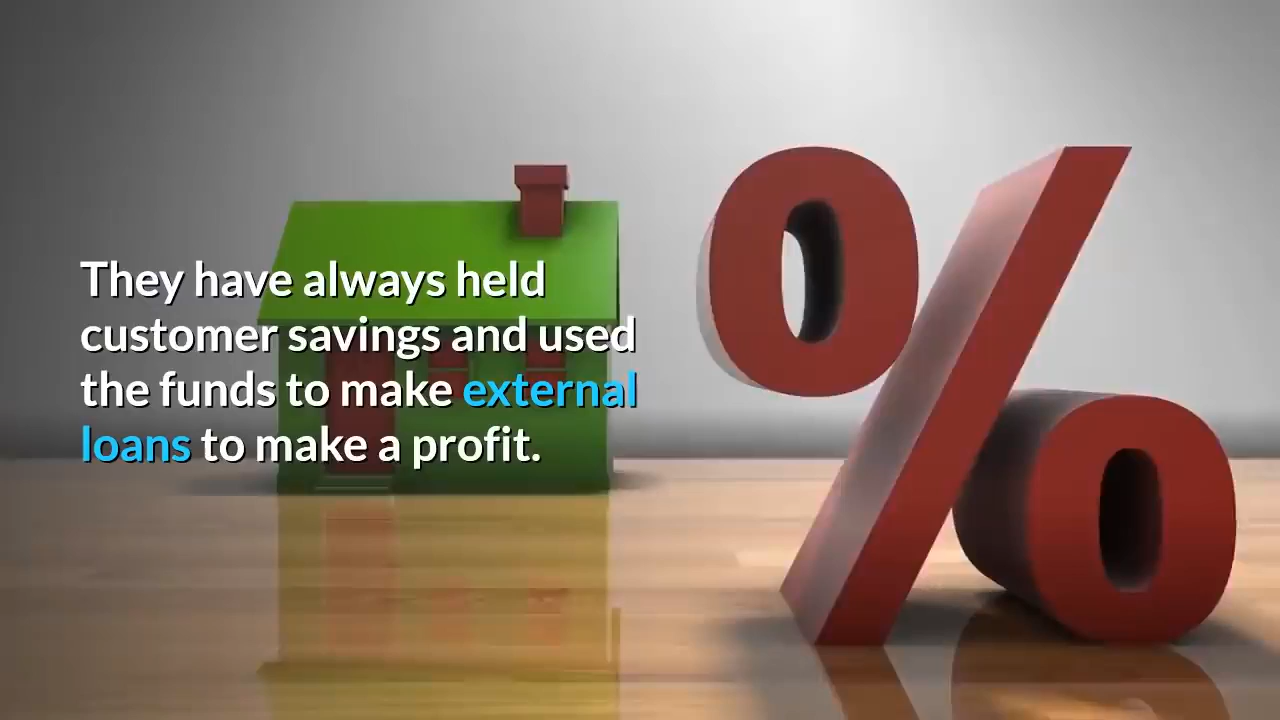 They have always held
customer savings and used
the funds to make external
loans to make a profit.
%